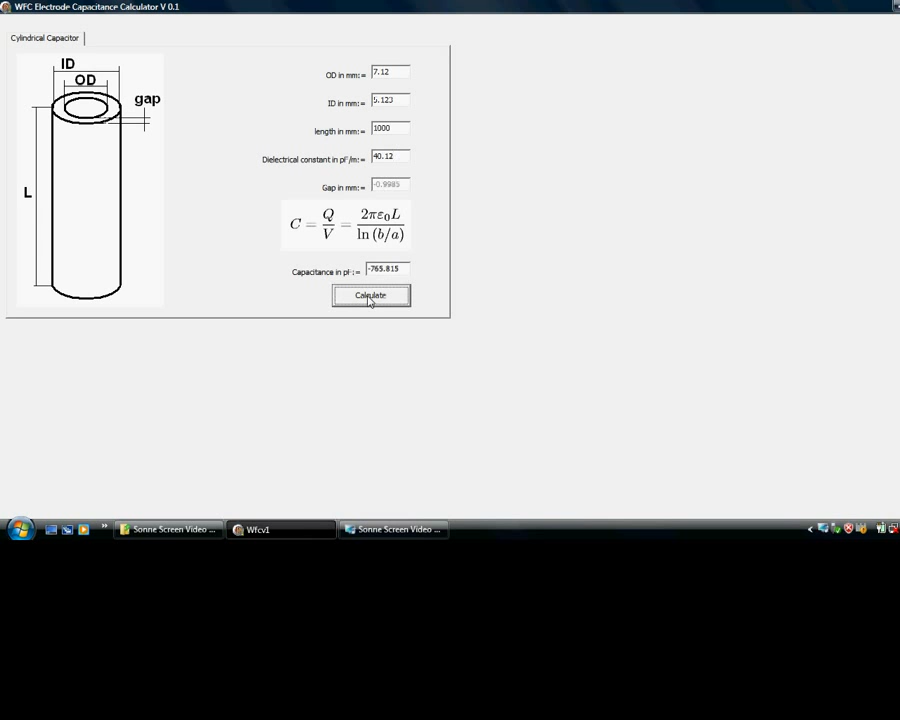 WFC Electrode Capacitance Calculator V 0.1
Cylindrical Capacitor
ID
OD
gap
L
OD in mm:= 7.12
ID in mm:= 5.123
length in mm:= 1000
Dielectrical constant in pF/m:= 40.12
Gap in mm:= -0.9985
C = Q/V = 2πε₀L / ln (b/a)
Capacitance in pF:= -765.815
Calculate
Sonne Screen Video ...
Wfcv1
Sonne Screen Video ...